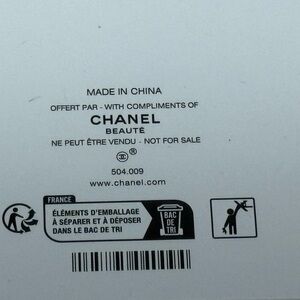 MADE IN CHINA
OFFERT PAR - WITH COMPLIMENTS OF
CHANEL
BEAUTÉ
NE PEUT ÊTRE VENDU - NOT FOR SALE
®
504.009
www.chanel.com
FRANCE
ÉLÉMENTS D'EMBALLAGE
À SÉPARER ET À DÉPOSER
DANS LE BAC DE TRI
BAC
DE
TRI